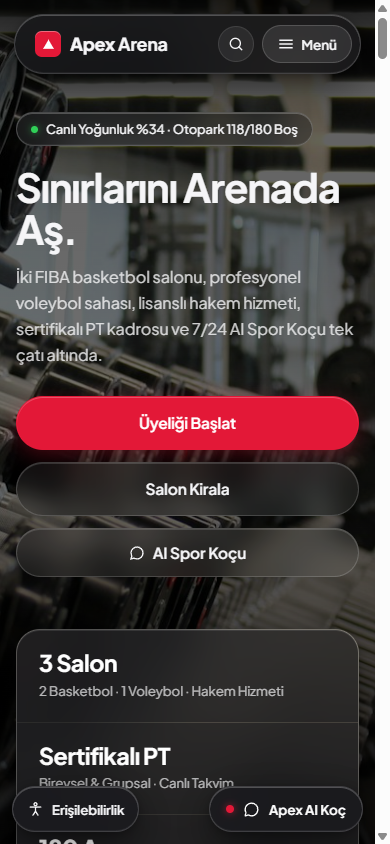 Apex Arena
Menü
Canlı Yoğunluk %34 · Otopark 118/180 Boş
Sınırlarını Arenada
Aş.
İki FIBA basketbol salonu, profesyonel
voleybol sahası, lisanslı hakem hizmeti,
sertifikalı PT kadrosu ve 7/24 AI Spor Koçu tek
çatı altında.
Üyeliği Başlat
Salon Kirala
AI Spor Koçu
3 Salon
2 Basketbol · 1 Voleybol · Hakem Hizmeti
Sertifikalı PT
Bireysel & Grupsal · Canlı Takvim
Erişilebilirlik
Apex AI Koç